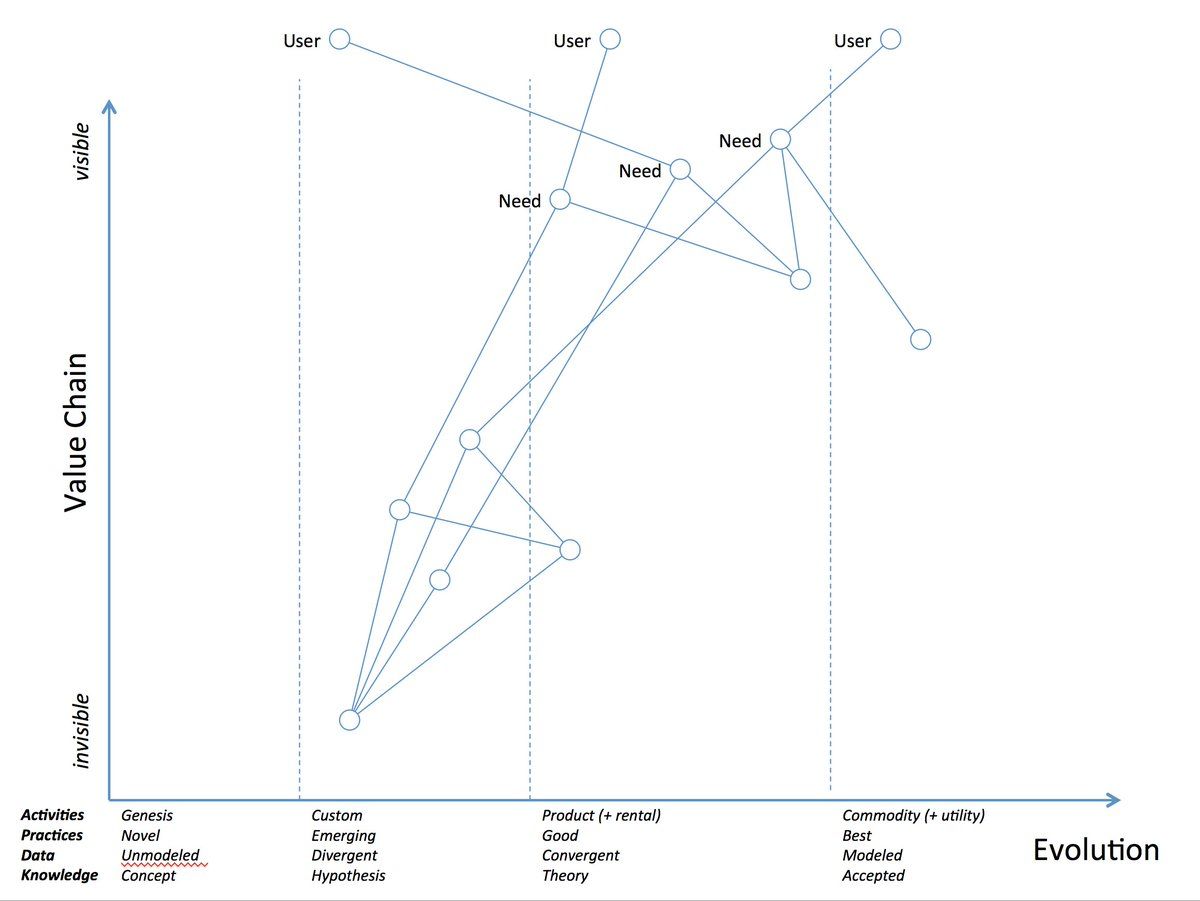 User
User
User
visible
Need
Need
Need
Value Chain
invisible
Activities Genesis Custom Product (+ rental) Commodity (+ utility)
Practices Novel Emerging Good Best
Data Unmodeled Divergent Convergent Modeled
Knowledge Concept Hypothesis Theory Accepted
Evolution